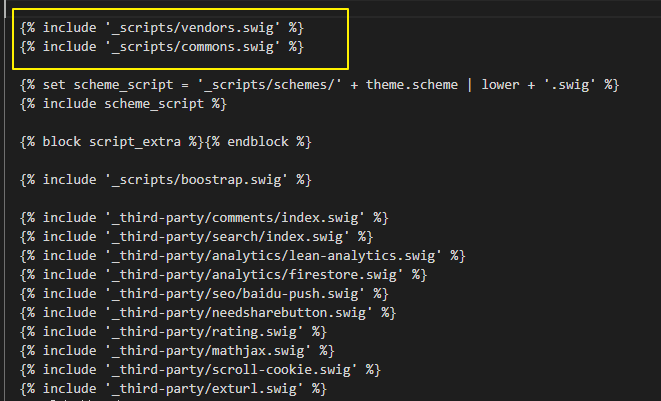 {% include '_scripts/vendors.swig' %}
{% include '_scripts/commons.swig' %}
{% set scheme_script = '_scripts/schemes/' + theme.scheme | lower + '.swig' %}
{% include scheme_script %}
{% block script_extra %}{% endblock %}
{% include '_scripts/boostrap.swig' %}
{% include '_third-party/comments/index.swig' %}
{% include '_third-party/search/index.swig' %}
{% include '_third-party/analytics/lean-analytics.swig' %}
{% include '_third-party/analytics/firestore.swig' %}
{% include '_third-party/seo/baidu-push.swig' %}
{% include '_third-party/needsharebutton.swig' %}
{% include '_third-party/rating.swig' %}
{% include '_third-party/mathjax.swig' %}
{% include '_third-party/scroll-cookie.swig' %}
{% include '_third-party/exturl.swig' %}